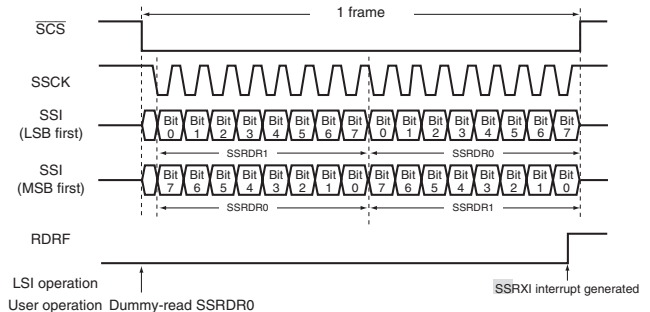 1 frame
SCS
SSCK
SSI
(LSB first)
Bit 0 Bit 1 Bit 2 Bit 3 Bit 4 Bit 5 Bit 6 Bit 7 Bit 0 Bit 1 Bit 2 Bit 3 Bit 4 Bit 5 Bit 6 Bit 7
SSRDR1 SSRDR0
SSI
(MSB first)
Bit 7 Bit 6 Bit 5 Bit 4 Bit 3 Bit 2 Bit 1 Bit 0 Bit 7 Bit 6 Bit 5 Bit 4 Bit 3 Bit 2 Bit 1 Bit 0
SSRDR0 SSRDR1
RDRF
LSI operation
SSRXI interrupt generated
User operation Dummy-read SSRDR0